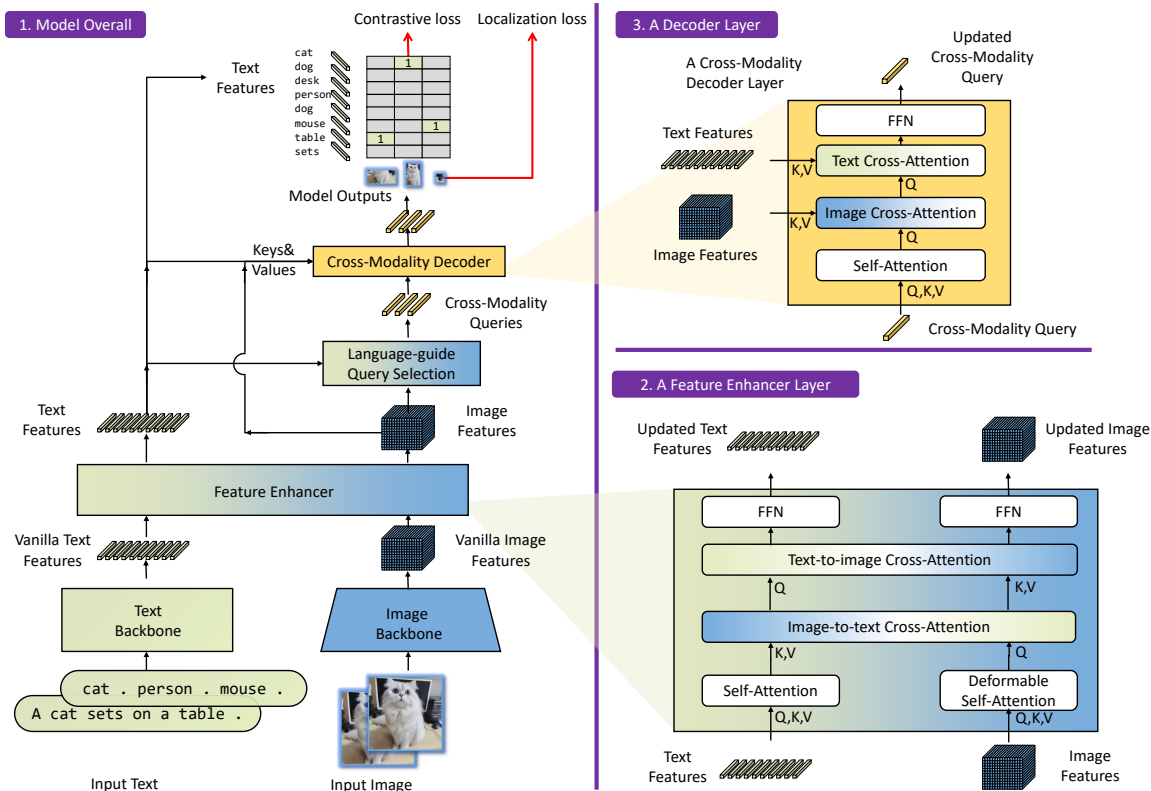 1. Model Overall
Contrastive loss
Localization loss
Text
Features
cat
dog
desk
person
dog
mouse
table
sets
1
1
1
Model Outputs
Keys&
Values
Cross-Modality Decoder
Cross-Modality
Queries
Language-guide
Query Selection
Text
Features
Image
Features
Feature Enhancer
Vanilla Text
Features
Vanilla Image
Features
Text
Backbone
Image
Backbone
cat . person . mouse .
A cat sets on a table .
Input Text
Input Image
3. A Decoder Layer
A Cross-Modality
Decoder Layer
Updated
Cross-Modality
Query
FFN
Text Features
Text Cross-Attention
K,V
Q
Image Cross-Attention
K,V
Q
Image Features
Self-Attention
Q,K,V
Cross-Modality Query
2. A Feature Enhancer Layer
Updated Text
Features
Updated Image
Features
FFN
FFN
Text-to-image Cross-Attention
Q
K,V
Image-to-text Cross-Attention
K,V
Q
Self-Attention
Deformable
Self-Attention
Q,K,V
Q,K,V
Text
Features
Image
Features